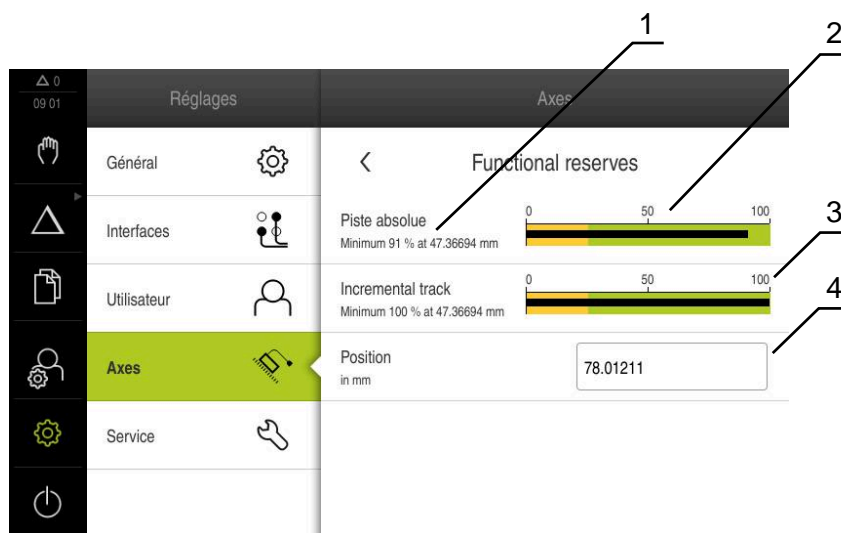 1
2
△ 0
09 01
Réglages
Axes
Général
Functional reserves
Interfaces
Piste absolue
Minimum 91 % at 47.36694 mm
0 50 100
3
Utilisateur
Incremental track
Minimum 100 % at 47.36694 mm
0 50 100
4
Axes
Position
in mm
78.01211
Service